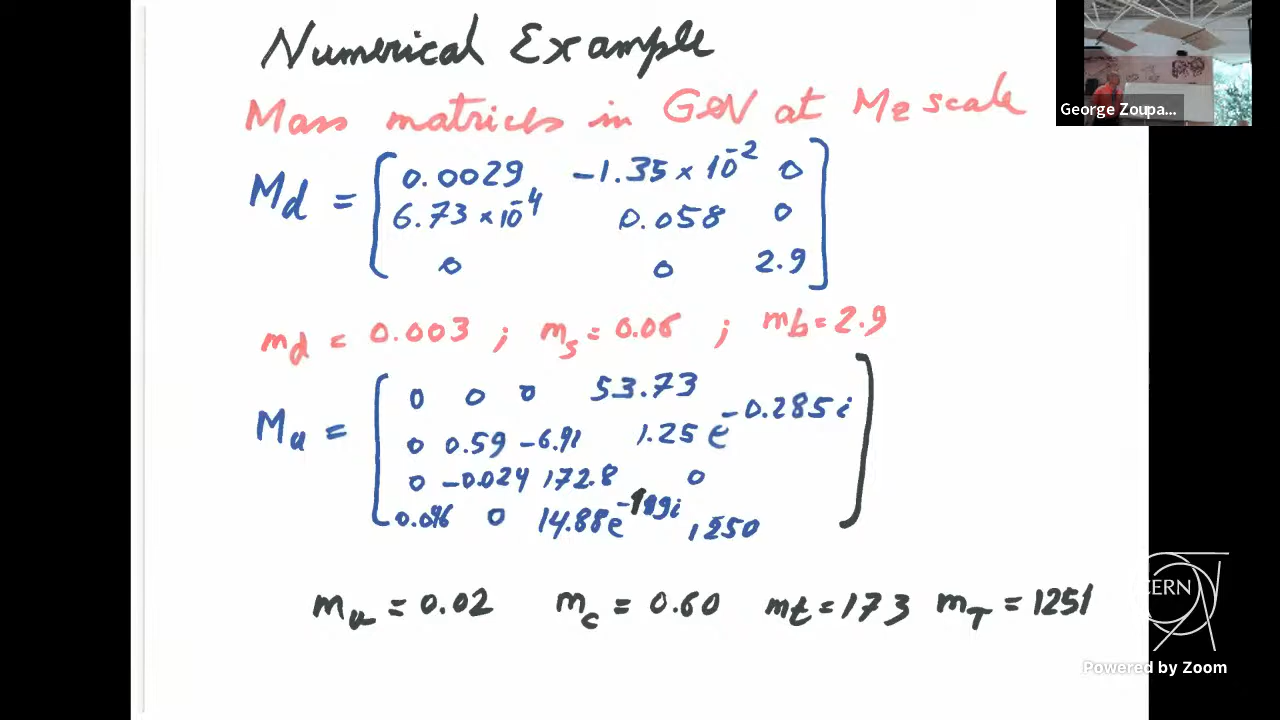 Numerical Example
Mass matrices in GeV at Mz scale
George Zoupa...
Md = [ 0.0029 -1.35 × 10^-2 0
6.73 × 10^-4 0.058 0
0 0 2.9 ]
md = 0.003 ; ms = 0.06 ; mb = 2.9
Mu = [ 0 0 0 53.73
0 0.59 -6.91 1.25 e^-0.285i
0 -0.024 172.8 0
0 14.88 e 1250 ]
mu = 0.02 mc = 0.60 mt = 173 mT = 1251
CERN
Powered by Zoom